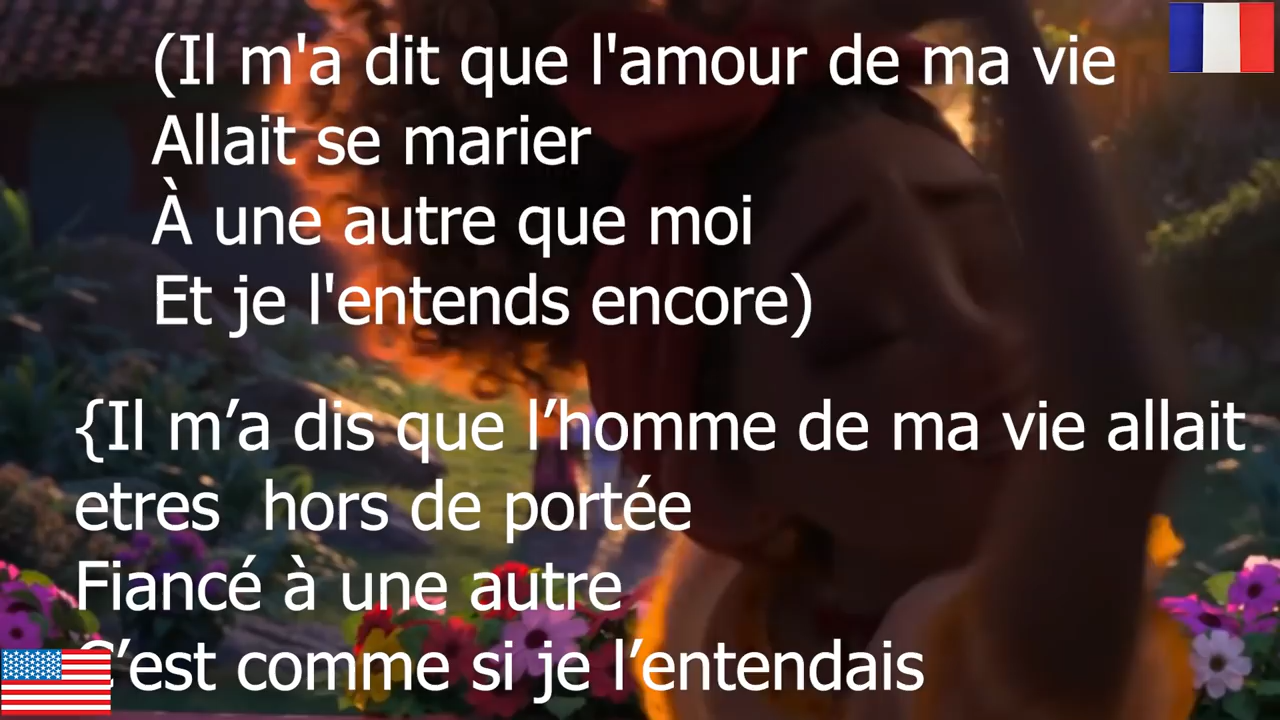 (Il m'a dit que l'amour de ma vie
Allait se marier
À une autre que moi
Et je l'entends encore)
{Il m’a dis que l’homme de ma vie allait
etres  hors de portée
Fiancé à une autre
C’est comme si je l’entendais